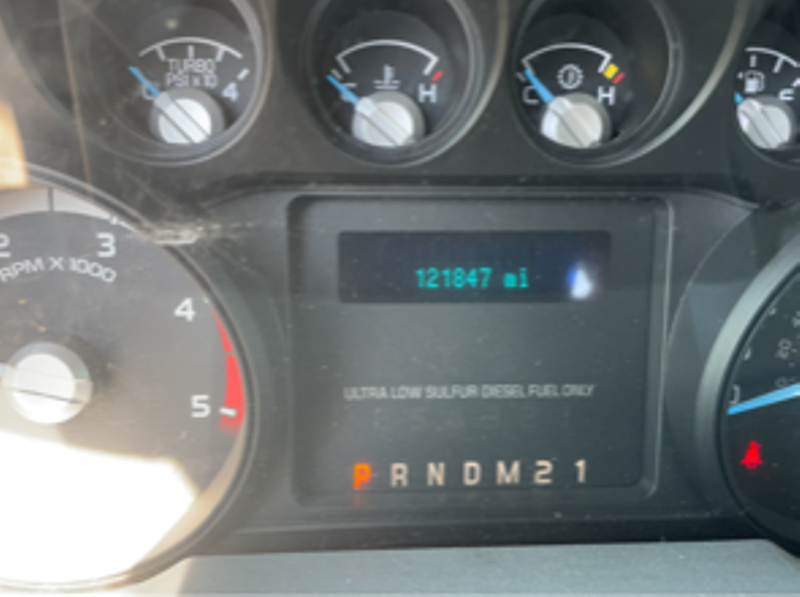 TURBO
PSI x 10
0 4
C H
C H
2 3
RPM X 1000
4
5
121847 mi
ULTRA LOW SULFUR DIESEL FUEL ONLY
P R N D M 2 1